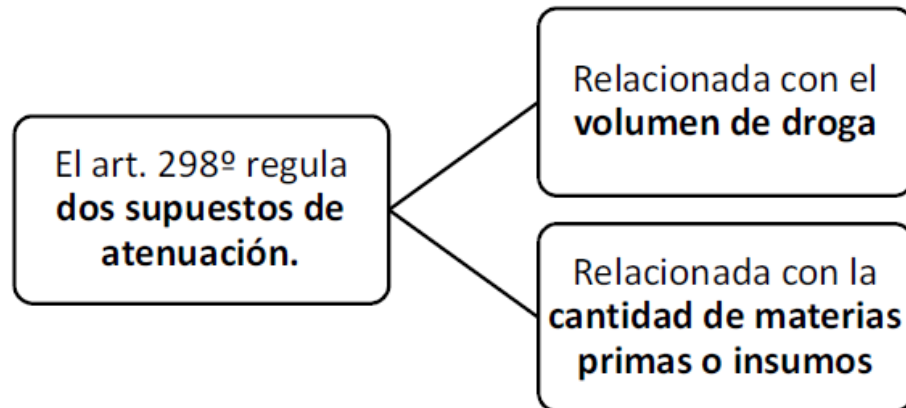 El art. 298º regula
dos supuestos de
atenuación.
Relacionada con el
volumen de droga
Relacionada con la
cantidad de materias
primas o insumos